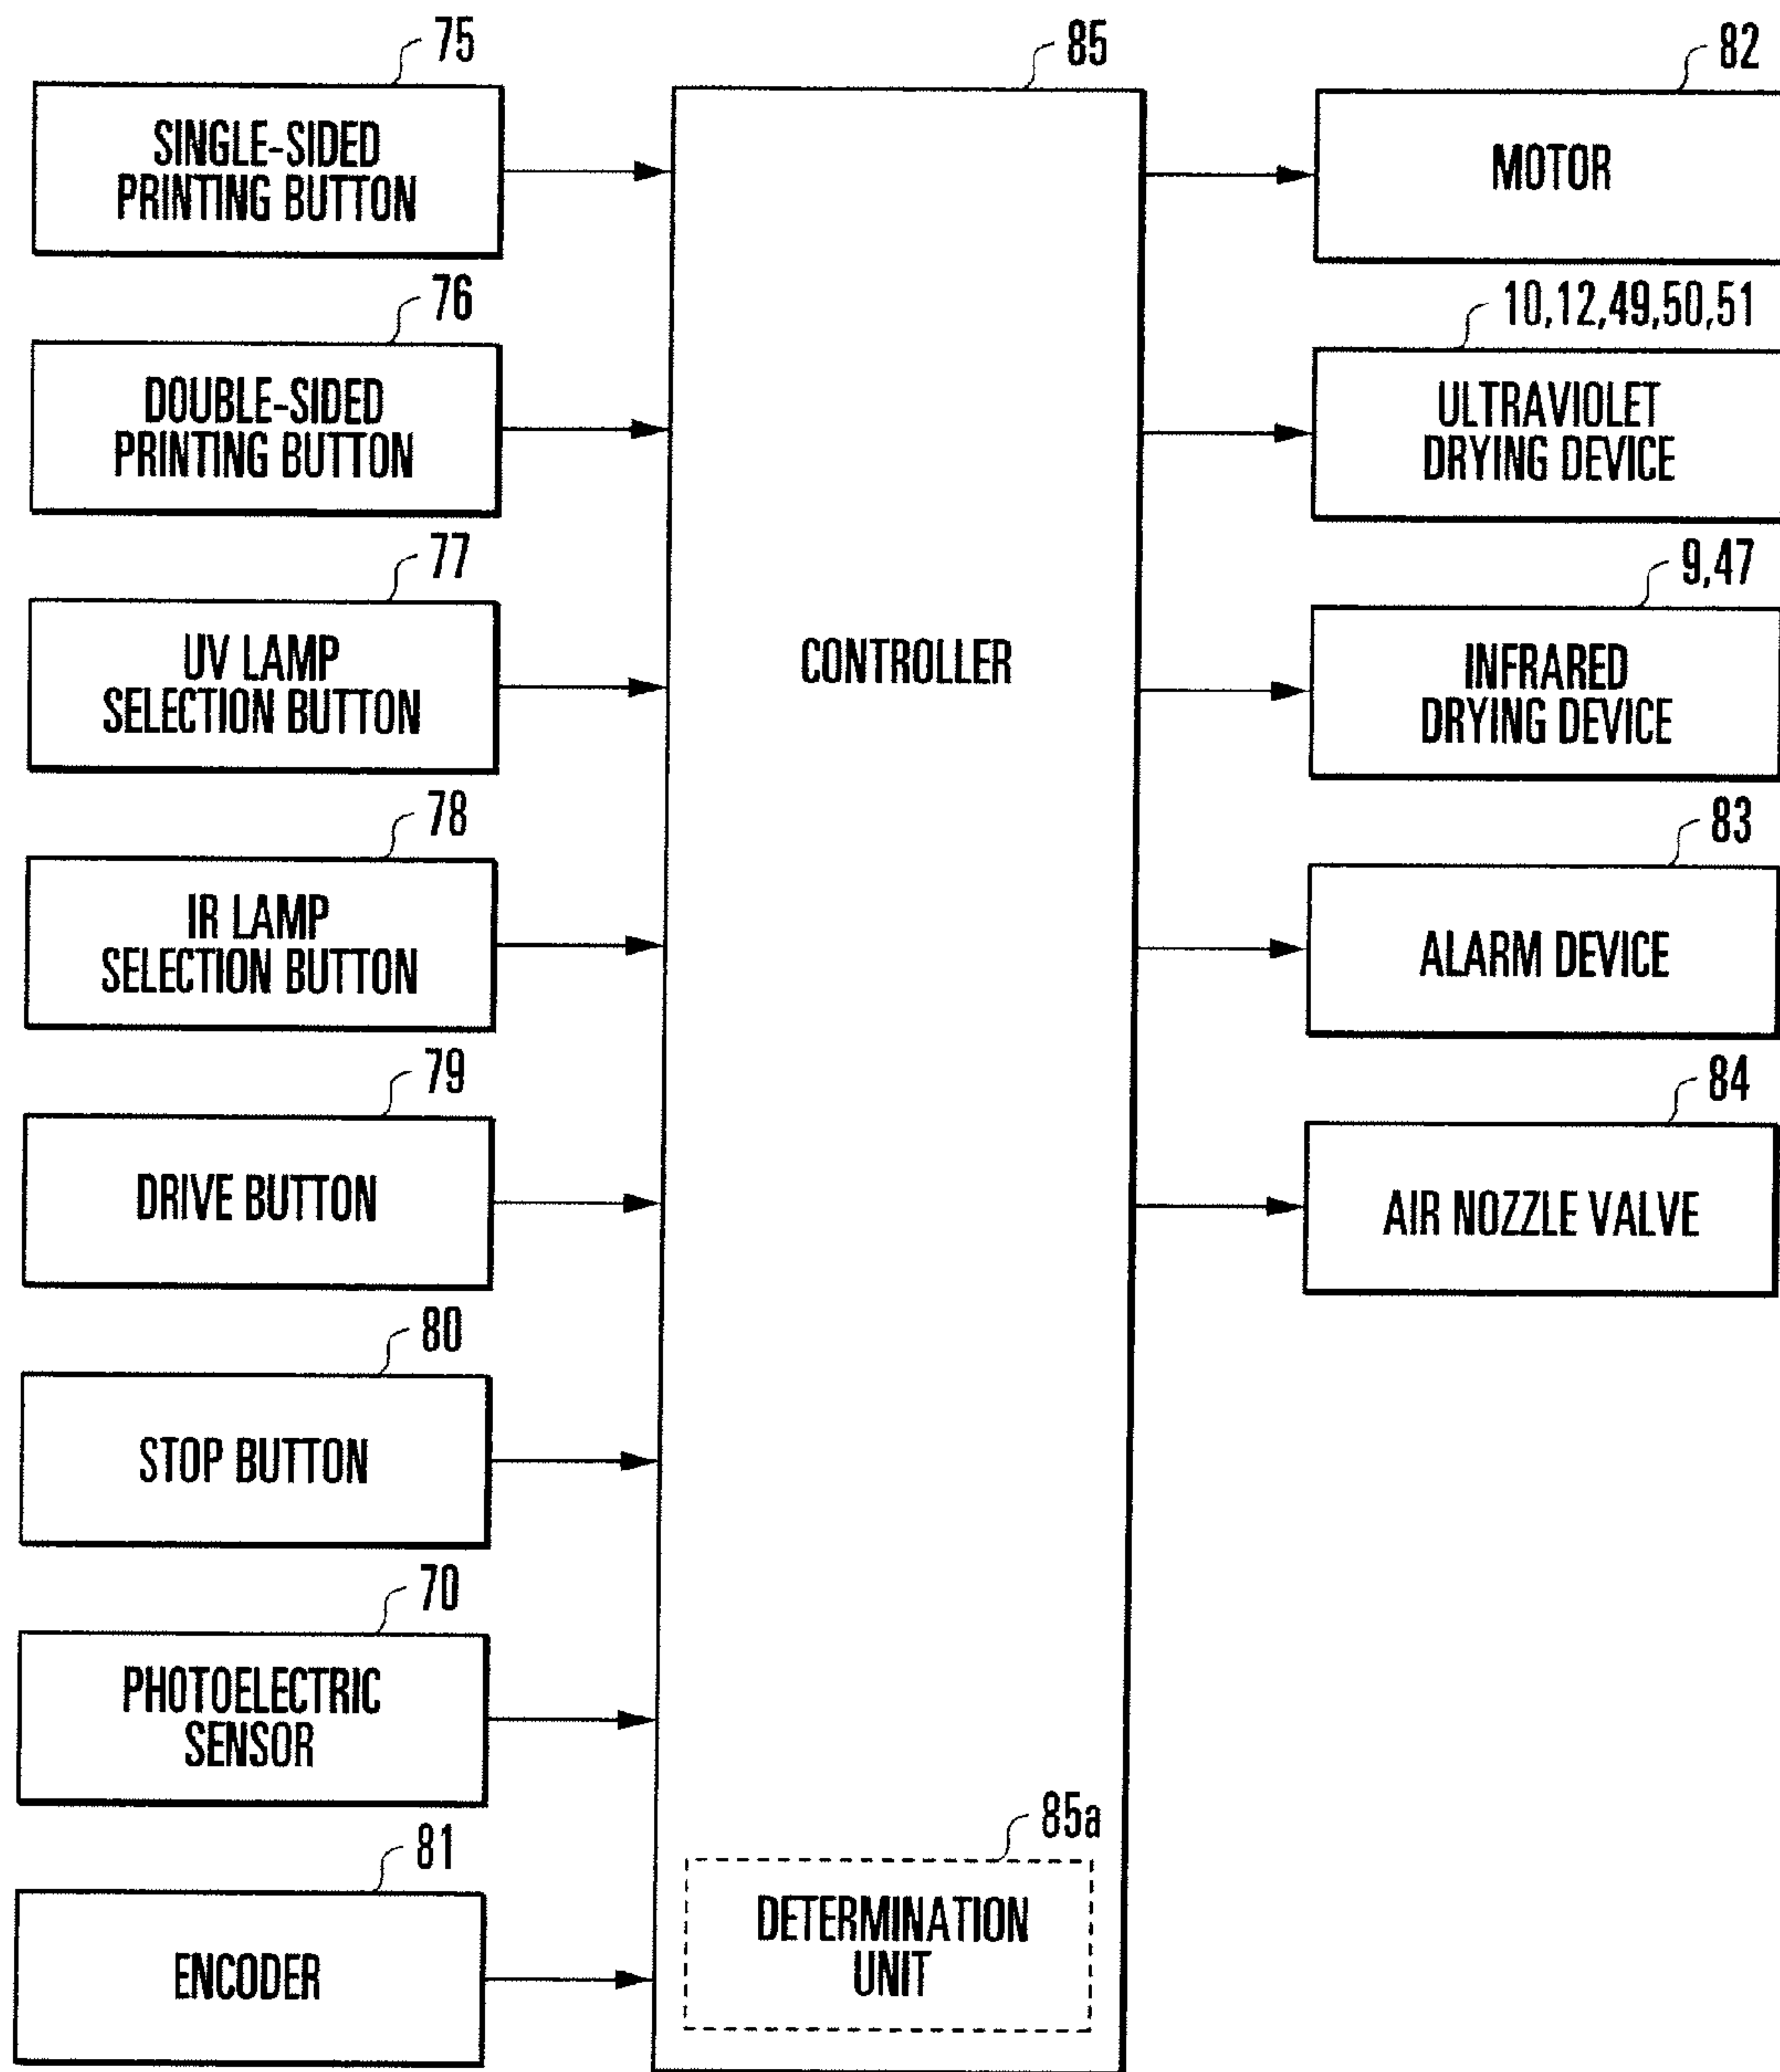 75
SINGLE-SIDED
PRINTING BUTTON
76
DOUBLE-SIDED
PRINTING BUTTON
77
UV LAMP
SELECTION BUTTON
78
IR LAMP
SELECTION BUTTON
79
DRIVE BUTTON
80
STOP BUTTON
70
PHOTOELECTRIC
SENSOR
81
ENCODER
85
CONTROLLER
85a
DETERMINATION
UNIT
82
MOTOR
10,12,49,50,51
ULTRAVIOLET
DRYING DEVICE
9,47
INFRARED
DRYING DEVICE
83
ALARM DEVICE
84
AIR NOZZLE VALVE